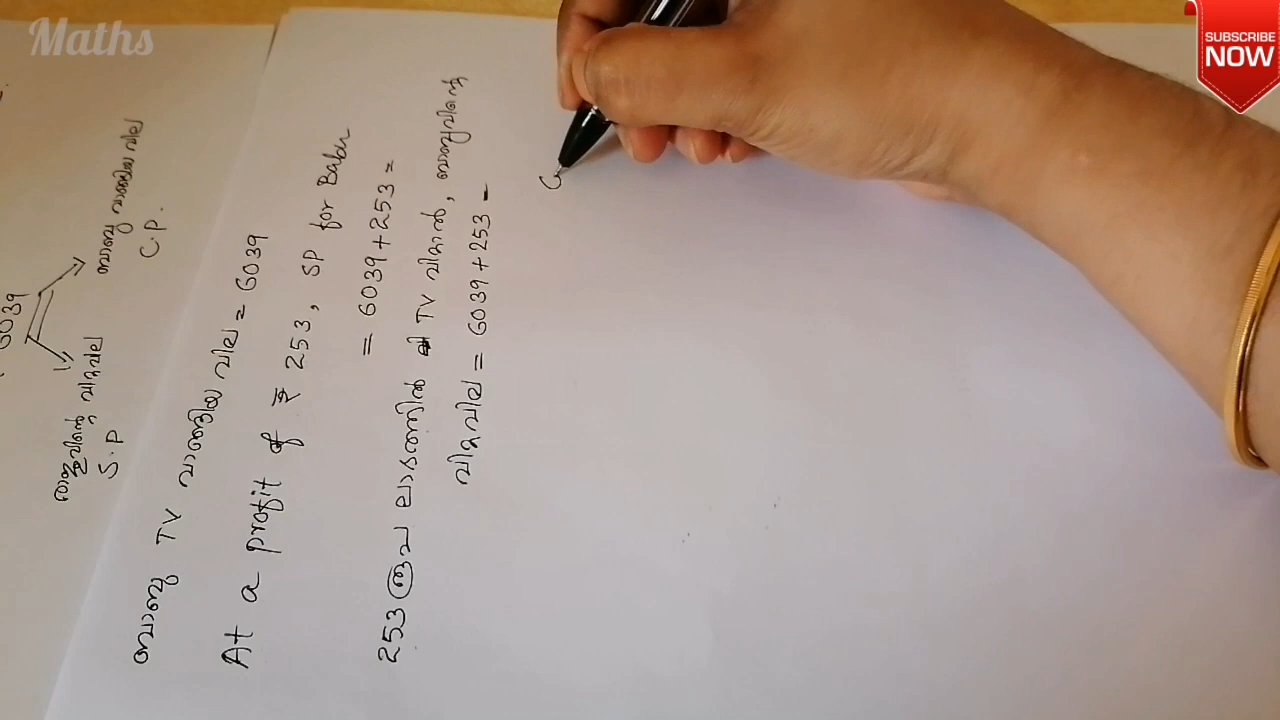 Maths
SUBSCRIBE
NOW
6039
രാജുവിന്റെ വിറ്റവില
S.P
ബാബു വാങ്ങിയ വില
C.P.
ബാബു TV വാങ്ങിയ വില = 6039
At a profit of ₹ 253, SP for Babu
= 6039+253 =
253 രൂപ ലാഭത്തിൽ TV വിറ്റാൽ, ബാബുവിന്റെ
വിറ്റവില = 6039+253 -